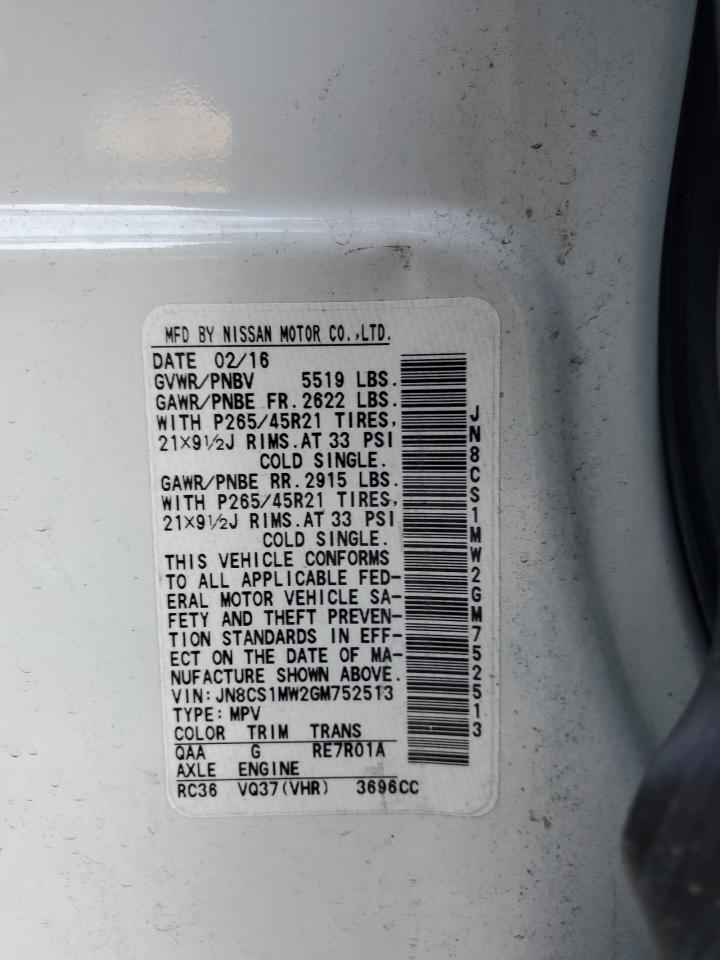 MFD BY NISSAN MOTOR CO.,LTD.
DATE 02/16
GVWR/PNBV 5519 LBS.
GAWR/PNBE FR. 2622 LBS.
WITH P265/45R21 TIRES,
21×9½J RIMS.AT 33 PSI
COLD SINGLE.
GAWR/PNBE RR. 2915 LBS.
WITH P265/45R21 TIRES,
21×9½J RIMS.AT 33 PSI
COLD SINGLE.
THIS VEHICLE CONFORMS
TO ALL APPLICABLE FED-
ERAL MOTOR VEHICLE SA-
FETY AND THEFT PREVEN-
TION STANDARDS IN EFF-
ECT ON THE DATE OF MA-
NUFACTURE SHOWN ABOVE.
VIN: JN8CS1MW2GM752513
TYPE: MPV
COLOR TRIM TRANS
QAA G RE7R01A
AXLE ENGINE
RC36 VQ37(VHR) 3696CC
JN8CS1MW2GM752513